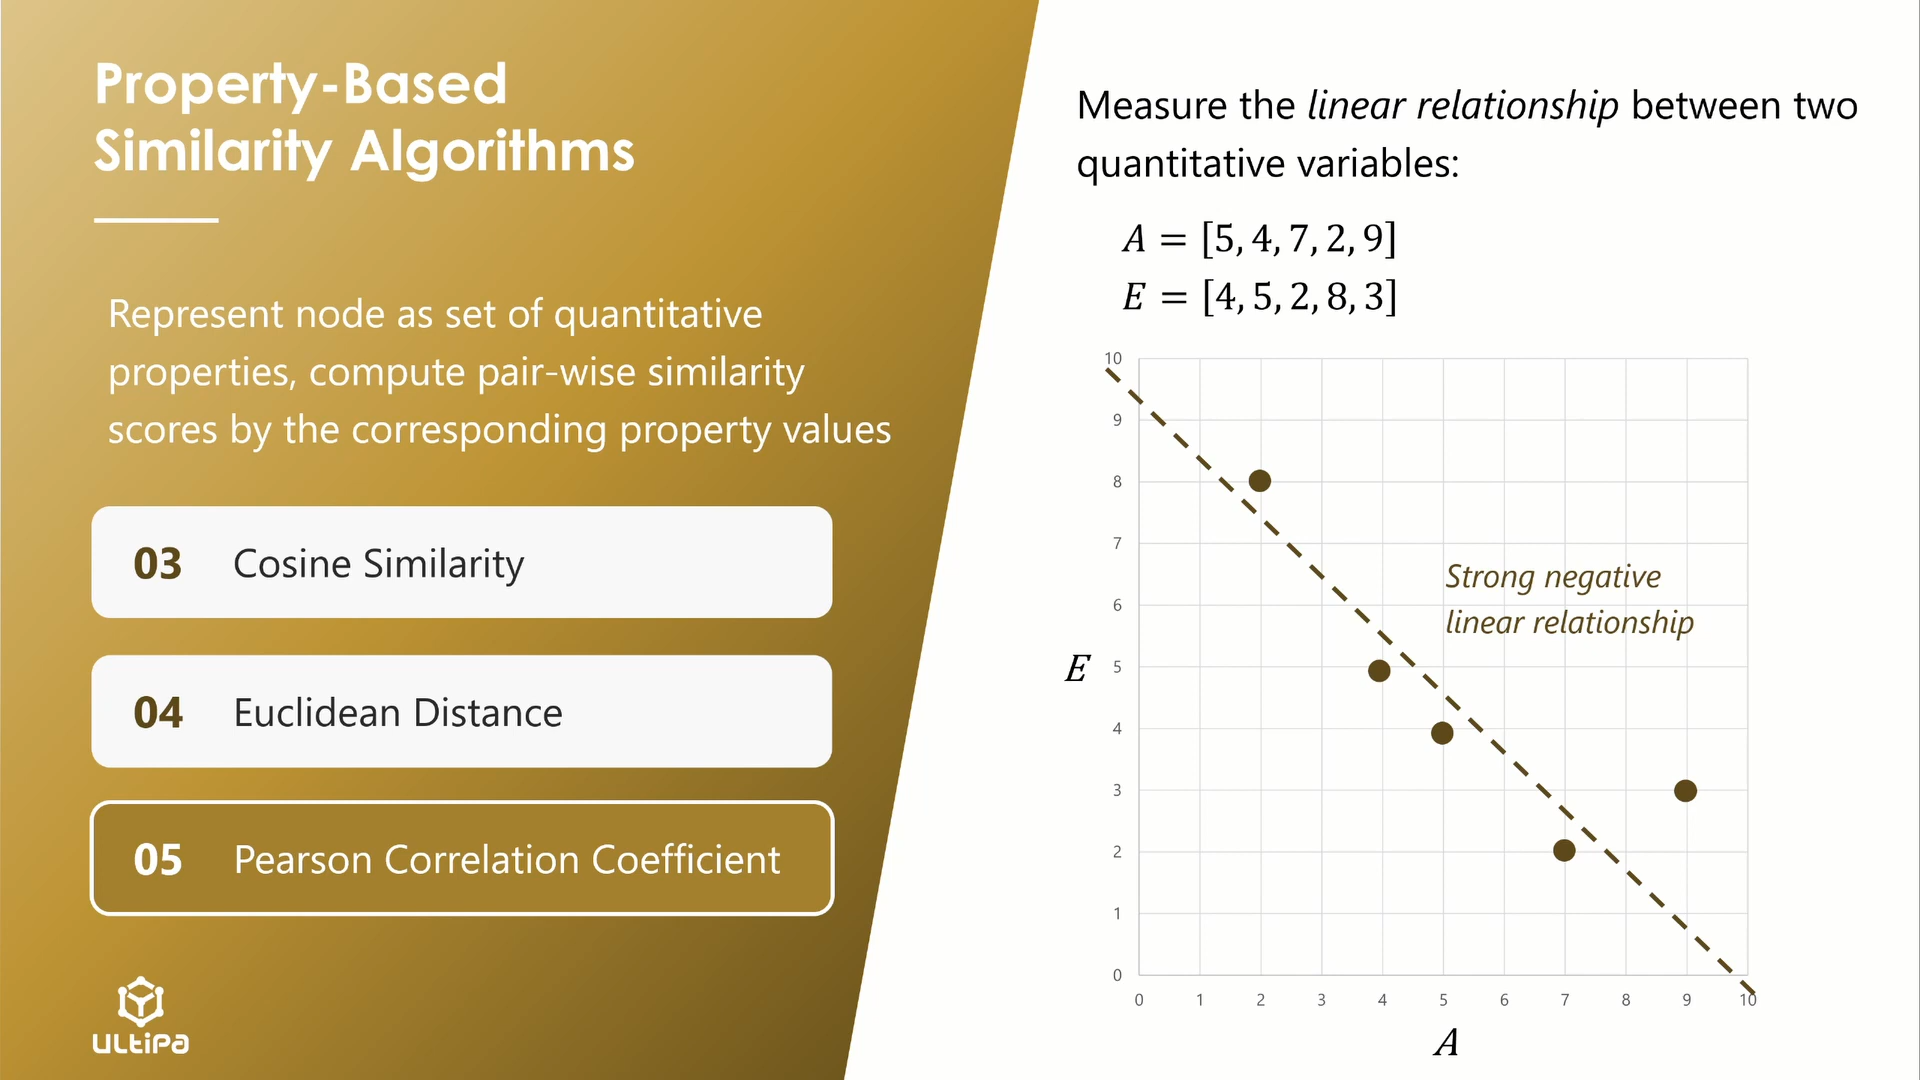 Property-Based
Similarity Algorithms
Represent node as set of quantitative
properties, compute pair-wise similarity
scores by the corresponding property values
03 Cosine Similarity
04 Euclidean Distance
05 Pearson Correlation Coefficient
ULTiPa
Measure the linear relationship between two
quantitative variables:
A = [5, 4, 7, 2, 9]
E = [4, 5, 2, 8, 3]
10
9
8
7
6
5
4
3
2
1
0
E
Strong negative
linear relationship
0 1 2 3 4 5 6 7 8 9 10
A